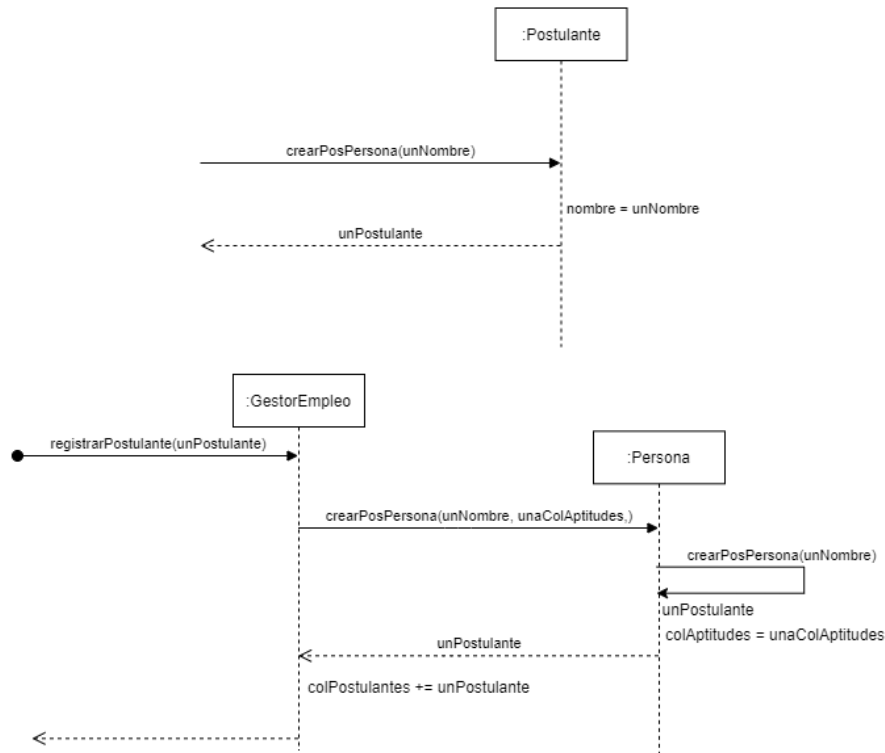 :Postulante
crearPosPersona(unNombre)
nombre = unNombre
unPostulante
:GestorEmpleo
registrarPostulante(unPostulante)
:Persona
crearPosPersona(unNombre, unaColAptitudes,)
crearPosPersona(unNombre)
unPostulante
colAptitudes = unaColAptitudes
unPostulante
colPostulantes += unPostulante